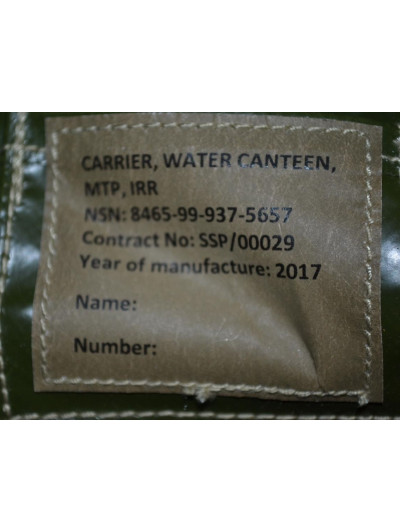 CARRIER, WATER CANTEEN,
MTP, IRR
NSN: 8465-99-937-5657
Contract No: SSP/00029
Year of manufacture: 2017
Name:
Number: